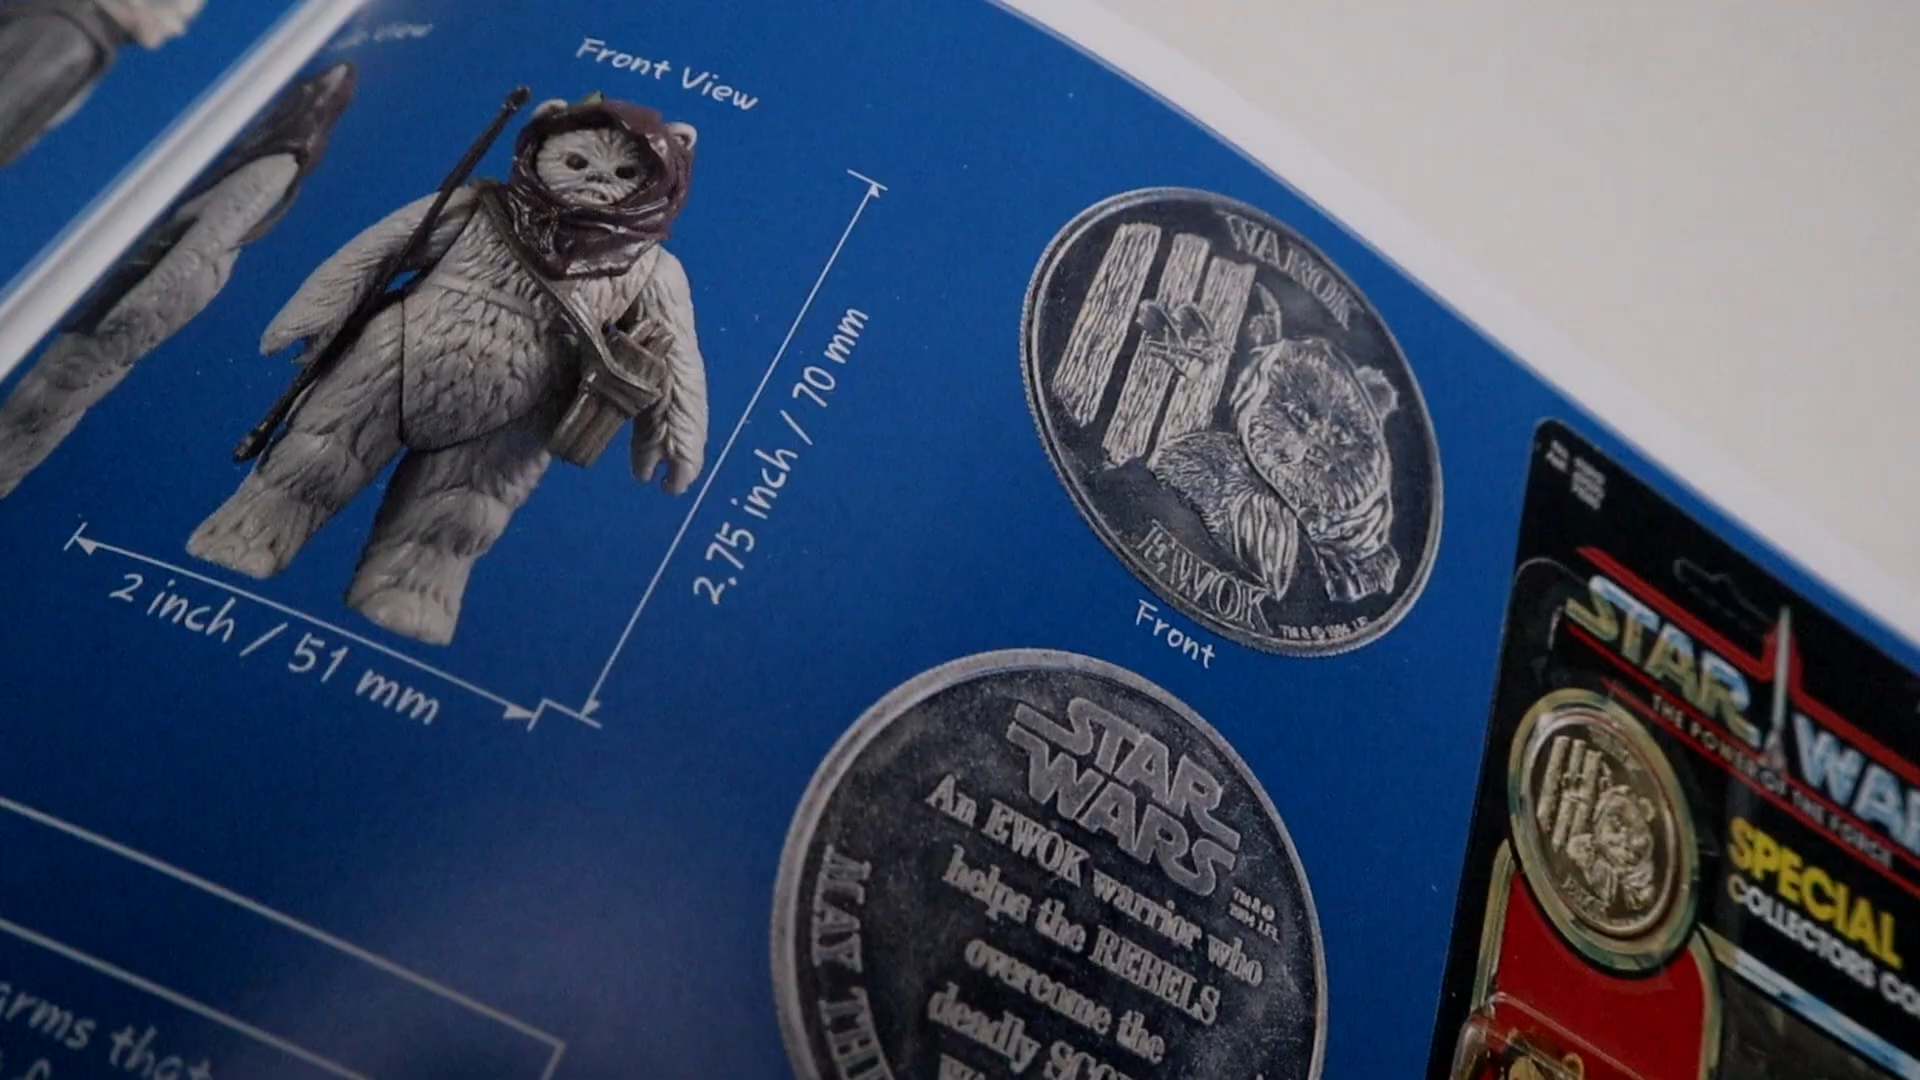 Front View
2.75 inch / 70 mm
2 inch / 51 mm
WAROK
EWOK
Front
STAR
WARS
An EWOK warrior who
helps the REBELS
overcome the
deadly
MAY THE
STAR WARS
THE POWER OF THE FORCE
SPECIAL
COLLECTORS
arms that